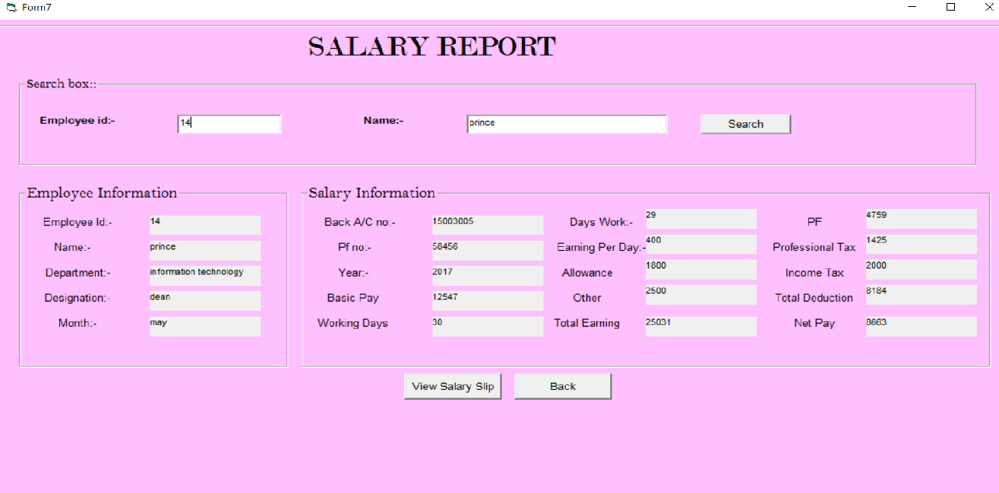 Form7
SALARY REPORT
Search box::
Employee id:- 14 Name:- prince Search
Employee Information
Employee Id:- 14
Name:- prince
Department:- information technology
Designation:- dean
Month:- may
Salary Information
Back A/C no:- 15003005 Days Work:- 29 PF 4759
Pf no:- 58456 Earning Per Day:- 400 Professional Tax 1425
Year:- 2017 Allowance 1800 Income Tax 2000
Basic Pay 12547 Other 2500 Total Deduction 8184
Working Days 30 Total Earning 25031 Net Pay 8663
View Salary Slip Back